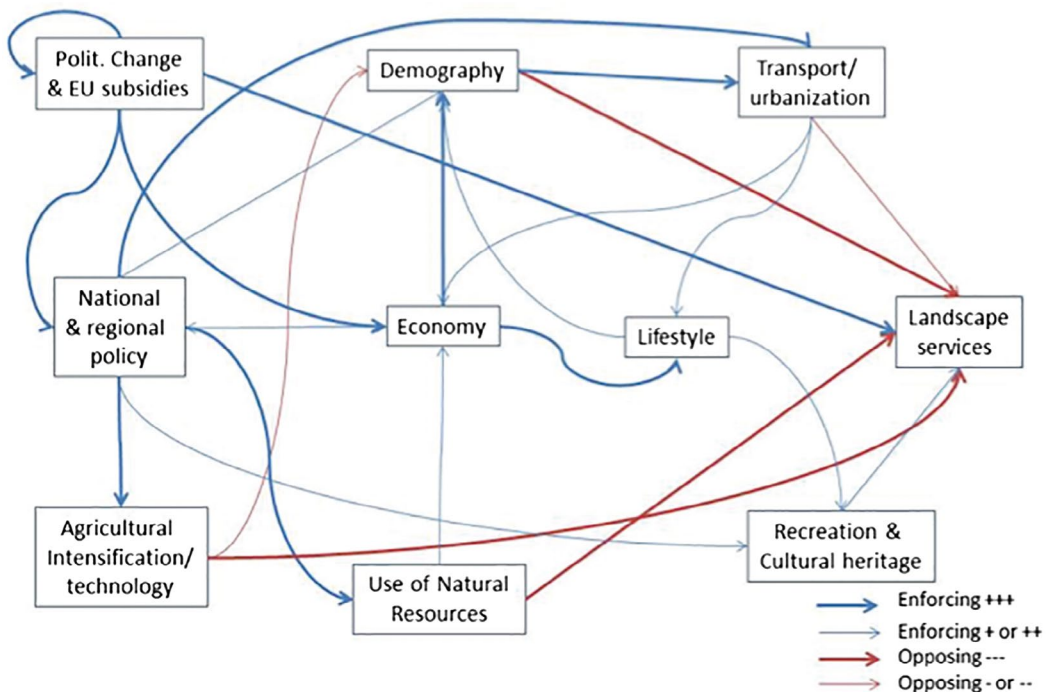 Polit. Change
& EU subsidies
Demography
Transport/
urbanization
National
& regional
policy
Economy
Lifestyle
Landscape
services
Agricultural
Intensification/
technology
Use of Natural
Resources
Recreation &
Cultural heritage
Enforcing +++
Enforcing + or ++
Opposing ---
Opposing - or --